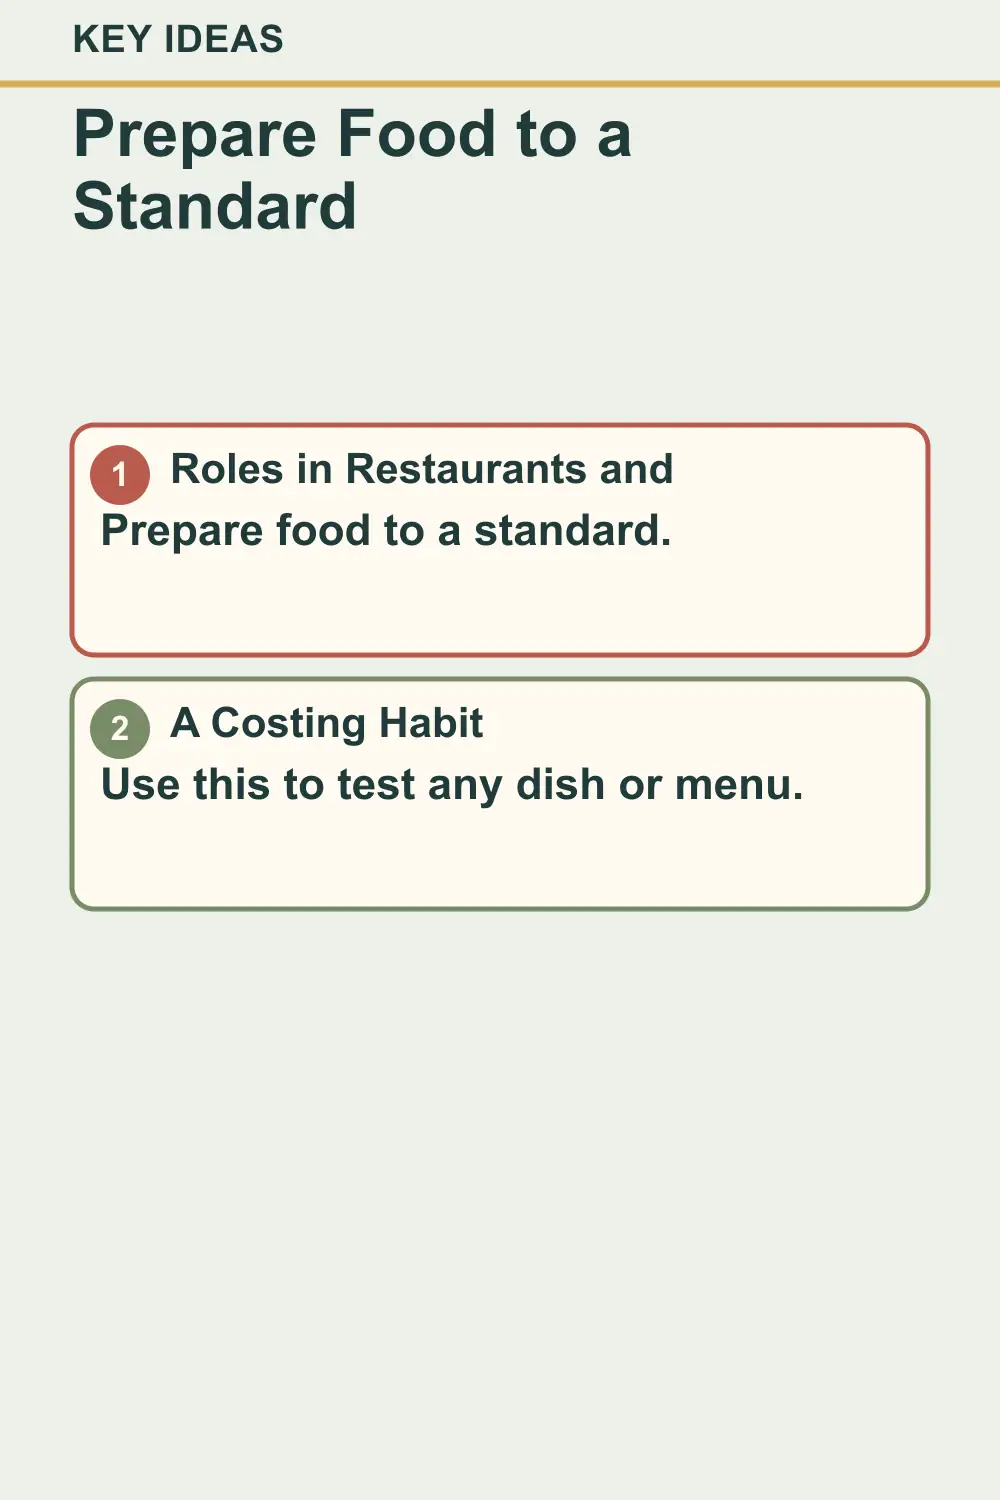 KEY IDEAS
Prepare Food to a
Standard
1 Roles in Restaurants and
Prepare food to a standard.
2 A Costing Habit
Use this to test any dish or menu.